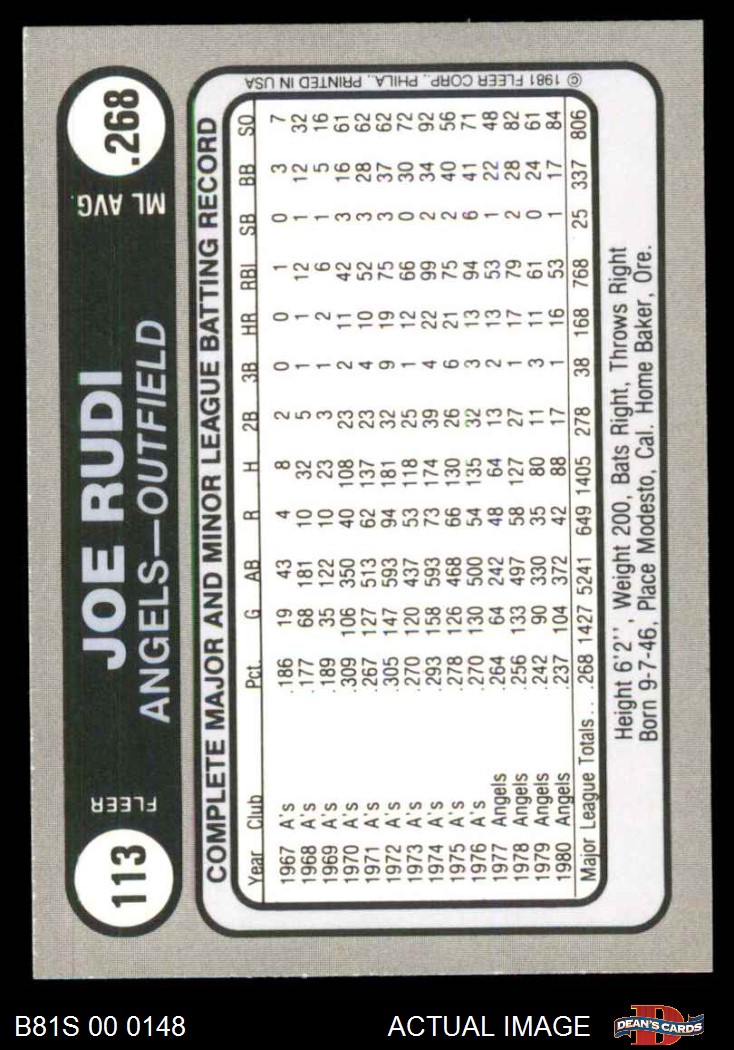 113
FLEER
JOE RUDI
ANGELS—OUTFIELD
ML AVG.
.268
COMPLETE MAJOR AND MINOR LEAGUE BATTING RECORD
Year Club Pct. G AB R H 2B 3B HR RBI SB BB SO
1967 A's .186 19 43 4 8 2 0 0 1 0 3 7
1968 A's .177 68 181 10 32 5 1 1 12 1 12 32
1969 A's .189 35 122 10 23 3 1 2 6 1 5 16
1970 A's .309 106 350 40 108 23 2 11 42 3 16 61
1971 A's .267 127 513 62 137 23 4 10 52 3 28 62
1972 A's .305 147 593 94 181 32 9 19 75 3 37 62
1973 A's .270 120 437 53 118 25 1 12 66 0 30 72
1974 A's .293 158 593 73 174 39 4 22 99 2 34 92
1975 A's .278 126 468 66 130 26 6 21 75 2 40 56
1976 A's .270 130 500 54 135 32 3 13 94 6 41 71
1977 Angels .264 64 242 48 64 13 2 13 53 1 22 48
1978 Angels .256 133 497 58 127 27 1 17 79 2 28 82
1979 Angels .242 90 330 35 80 11 3 11 61 0 24 61
1980 Angels .237 104 372 42 88 17 1 16 53 1 17 84
Major League Totals . . .268 1427 5241 649 1405 278 38 168 768 25 337 806
Height 6'2'', Weight 200, Bats Right, Throws Right
Born 9-7-46, Place Modesto, Cal. Home Baker, Ore.
© 1981 FLEER CORP., PHILA., PRINTED IN USA
B81S 00 0148
ACTUAL IMAGE
D
DEAN'S CARDS